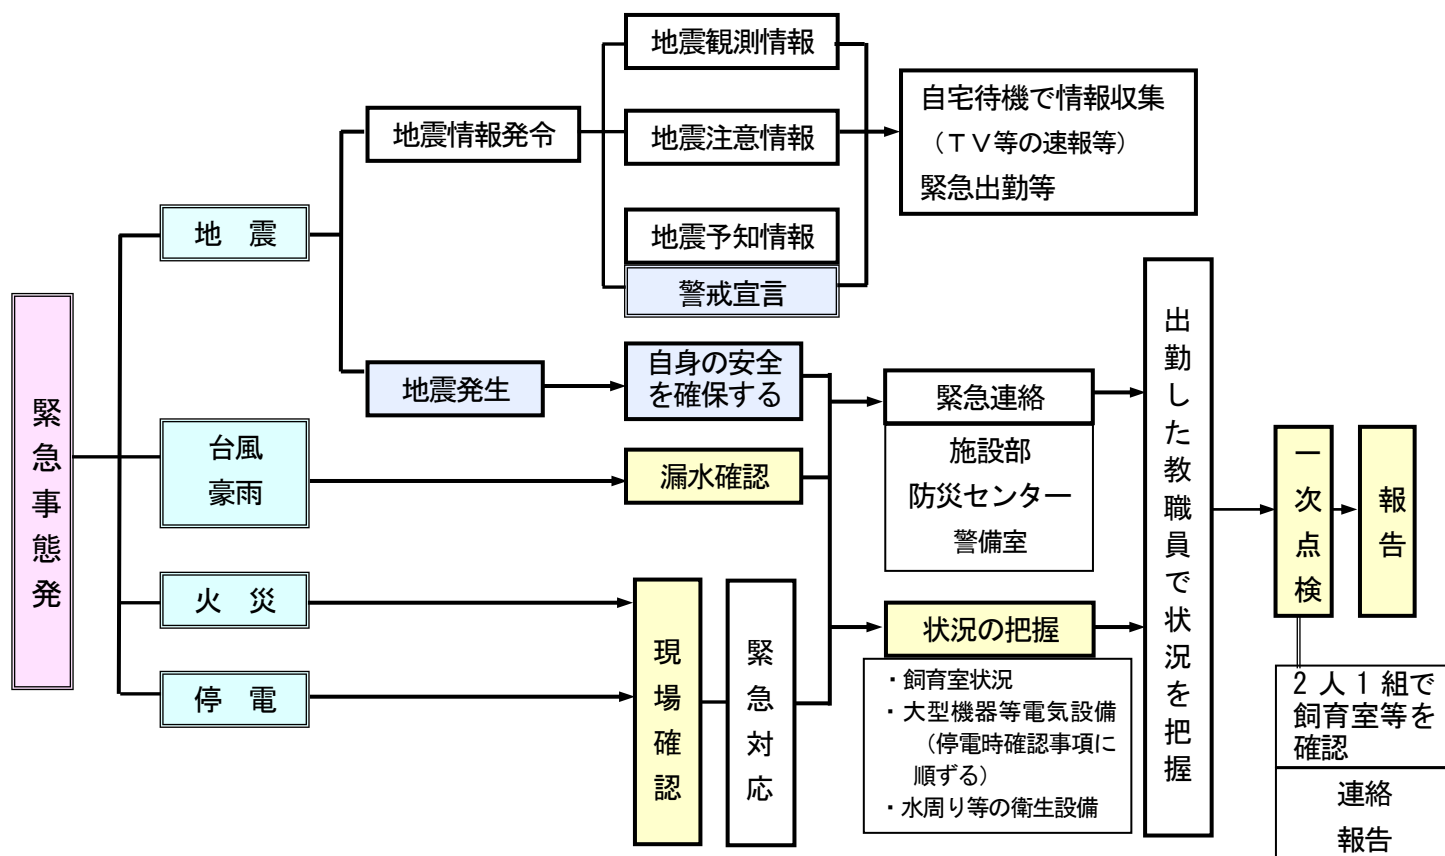 緊急事態発
地　震
台風
豪雨
火　災
停　電
地震情報発令
地震発生
地震観測情報
地震注意情報
地震予知情報
警戒宣言
自宅待機で情報収集
（ＴＶ等の速報等）
緊急出勤等
自身の安全
を確保する
漏水確認
現場確認
緊急対応
緊急連絡
施設部
防災センター
警備室
状況の把握
・飼育室状況
・大型機器等電気設備
（停電時確認事項に
順ずる）
・水周り等の衛生設備
出勤した教職員で状況を把握
一次点検
報告
2 人 1 組で
飼育室等を
確認
連絡
報告